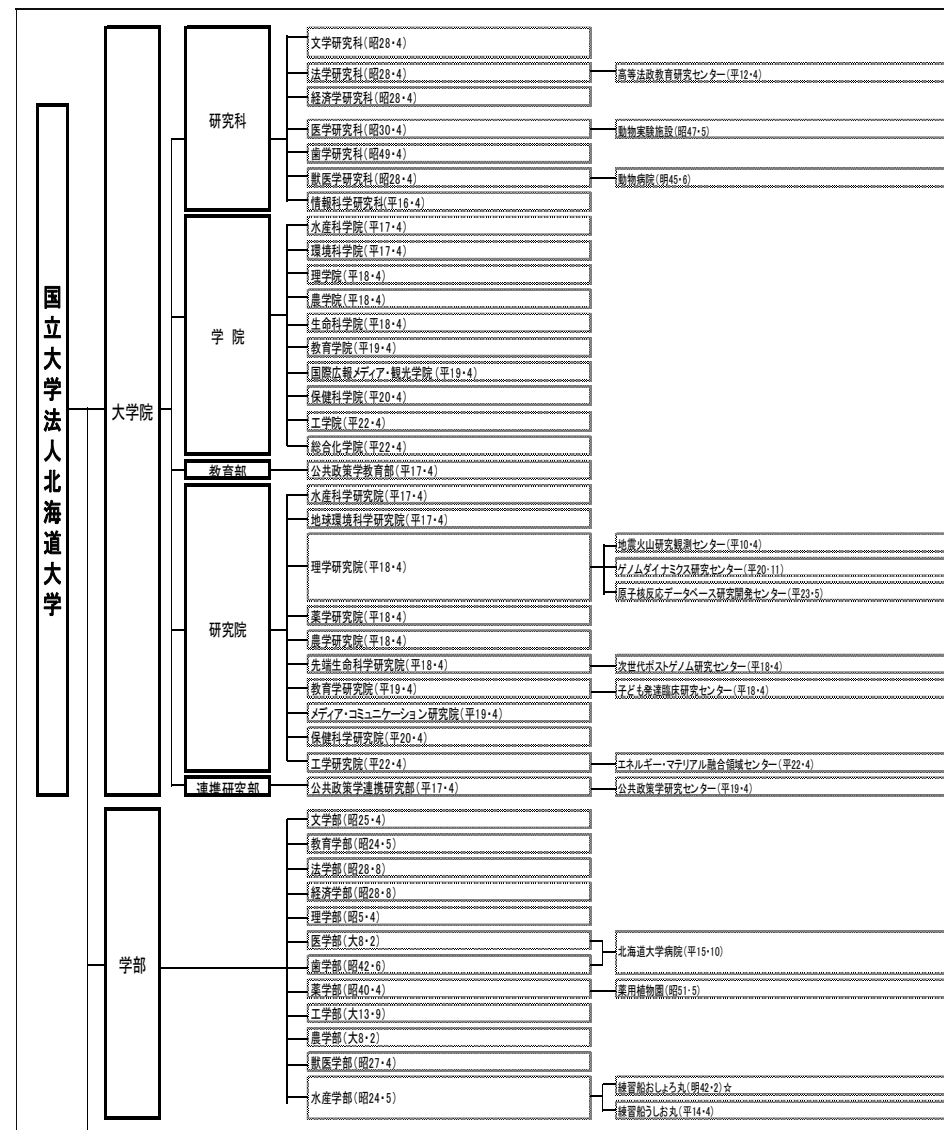 国立大学法人北海道大学
大学院
研究科
文学研究科(昭28・4)
法学研究科(昭28・4)
高等法政教育研究センター(平12・4)
経済学研究科(昭28・4)
医学研究科(昭30・4)
動物実験施設(昭47・5)
歯学研究科(昭49・4)
獣医学研究科(昭28・4)
動物病院(明45・6)
情報科学研究科(平16・4)
学 院
水産科学院(平17・4)
環境科学院(平17・4)
理学院(平18・4)
農学院(平18・4)
生命科学院(平18・4)
教育学院(平19・4)
国際広報メディア・観光学院(平19・4)
保健科学院(平20・4)
工学院(平22・4)
総合化学院(平22・4)
教育部
公共政策学教育部(平17・4)
研究院
水産科学研究院(平17・4)
地球環境科学研究院(平17・4)
理学研究院(平18・4)
地震火山研究観測センター(平10・4)
ゲノムダイナミクス研究センター(平20・11)
原子核反応データベース研究開発センター(平23・5)
薬学研究院(平18・4)
農学研究院(平18・4)
先端生命科学研究院(平18・4)
次世代ポストゲノム研究センター(平18・4)
教育学研究院(平19・4)
子ども発達臨床研究センター(平18・4)
メディア・コミュニケーション研究院(平19・4)
保健科学研究院(平20・4)
工学研究院(平22・4)
エネルギー・マテリアル融合領域センター(平22・4)
連携研究部
公共政策学連携研究部(平17・4)
公共政策学研究センター(平19・4)
学部
文学部(昭25・4)
教育学部(昭24・5)
法学部(昭28・8)
経済学部(昭28・8)
理学部(昭5・4)
医学部(大8・2)
北海道大学病院(平15・10)
歯学部(昭42・6)
薬学部(昭40・4)
薬用植物園(昭51・5)
工学部(大13・9)
農学部(大8・2)
獣医学部(昭27・4)
水産学部(昭24・5)
練習船おしょろ丸(明42・2)☆
練習船うしお丸(平14・4)